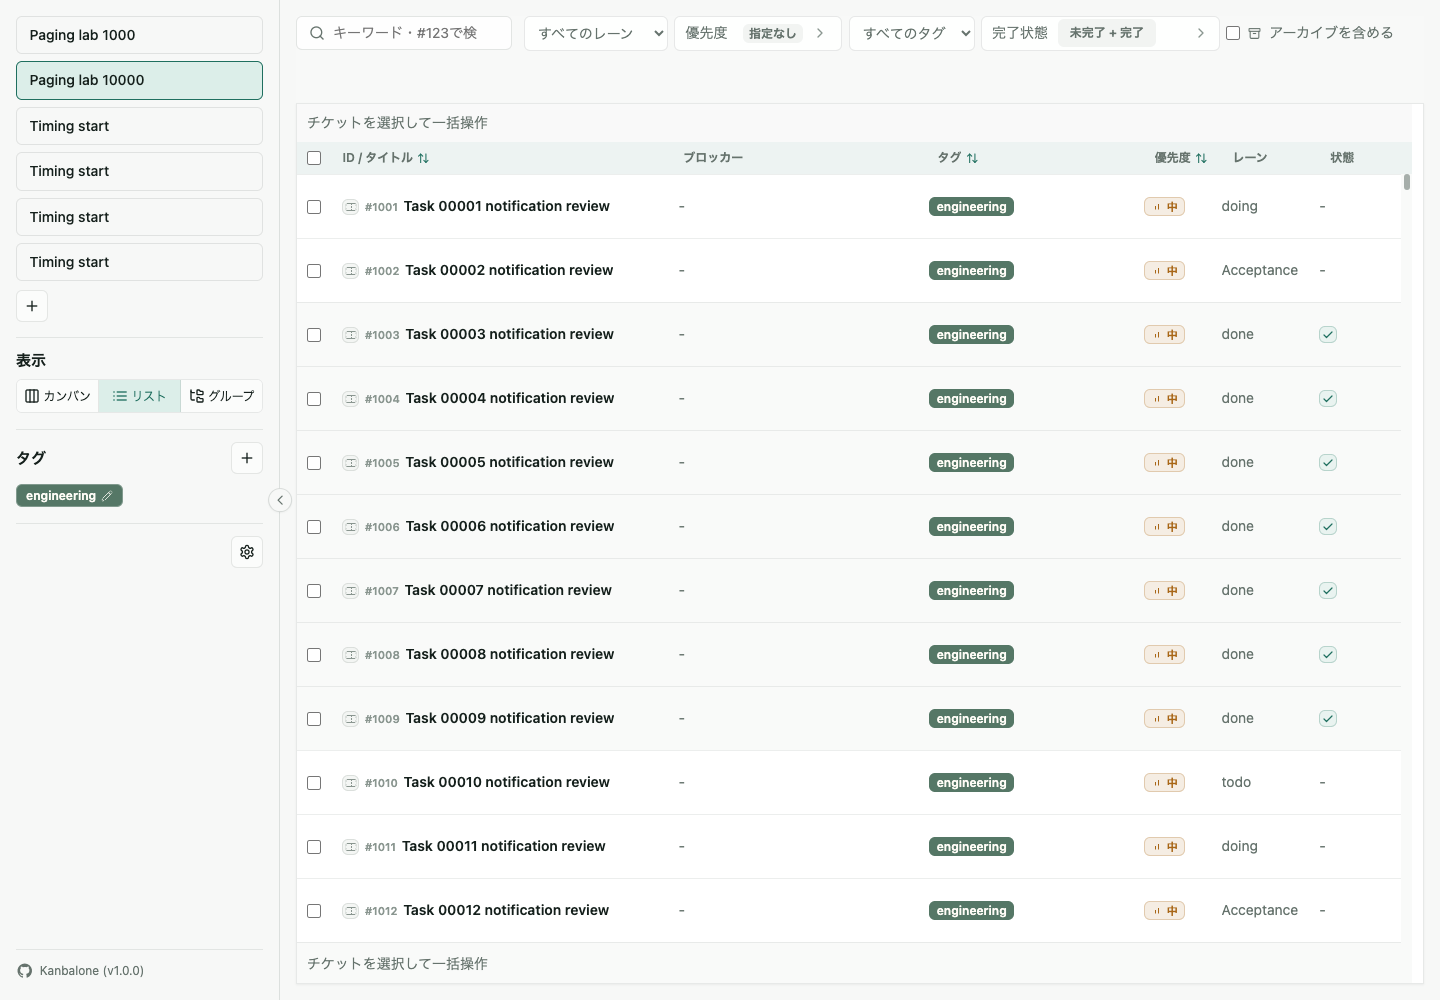 Paging lab 1000
Paging lab 10000
Timing start
Timing start
Timing start
Timing start
表示
カンバン リスト グループ
タグ
engineering
Kanbalone (v1.0.0)
キーワード・#123で検 すべてのレーン 優先度 指定なし すべてのタグ 完了状態 未完了 + 完了 アーカイブを含める
チケットを選択して一括操作
ID / タイトル ブロッカー タグ 優先度 レーン 状態
#1001 Task 00001 notification review - engineering 中 doing -
#1002 Task 00002 notification review - engineering 中 Acceptance -
#1003 Task 00003 notification review - engineering 中 done
#1004 Task 00004 notification review - engineering 中 done
#1005 Task 00005 notification review - engineering 中 done
#1006 Task 00006 notification review - engineering 中 done
#1007 Task 00007 notification review - engineering 中 done
#1008 Task 00008 notification review - engineering 中 done
#1009 Task 00009 notification review - engineering 中 done
#1010 Task 00010 notification review - engineering 中 todo -
#1011 Task 00011 notification review - engineering 中 doing -
#1012 Task 00012 notification review - engineering 中 Acceptance -
チケットを選択して一括操作